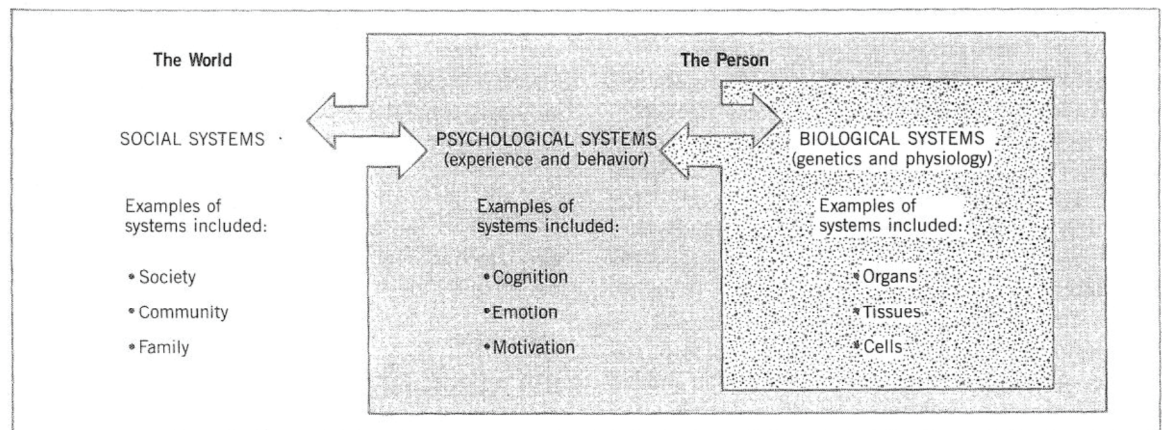 The World
The Person
SOCIAL SYSTEMS
PSYCHOLOGICAL SYSTEMS
(experience and behavior)
BIOLOGICAL SYSTEMS
(genetics and physiology)
Examples of
systems included:
• Society
• Community
• Family
Examples of
systems included:
• Cognition
• Emotion
• Motivation
Examples of
systems included:
• Organs
• Tissues
• Cells